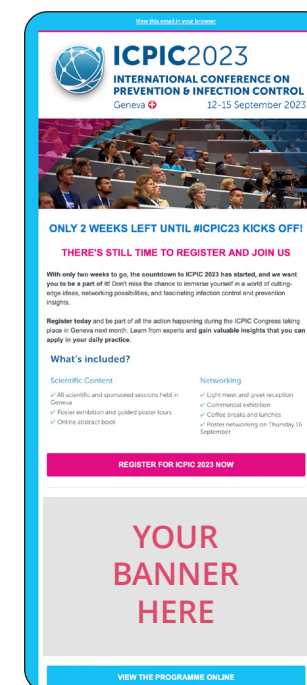 View this email in your browser
ICPIC2023
INTERNATIONAL CONFERENCE ON
PREVENTION & INFECTION CONTROL
Geneva 12-15 September 2023
ONLY 2 WEEKS LEFT UNTIL #ICPIC23 KICKS OFF!
THERE'S STILL TIME TO REGISTER AND JOIN US
With only two weeks to go, the countdown to ICPIC 2023 has started, and we want
you to be a part of it! Don't miss the chance to immerse yourself in a world of cutting-
edge ideas, networking possibilities, and fascinating infection control and prevention
insights.
Register today and be part of all the action happening during the ICPIC Congress taking
place in Geneva next month. Learn from experts and gain valuable insights that you can
apply in your daily practice.
What's included?
Scientific Content
✓ All scientific and sponsored sessions held in
Geneva
✓ Poster exhibition and guided poster tours
✓ Online abstract book
Networking
✓ Light meet and greet reception
✓ Commercial exhibition
✓ Coffee breaks and lunches
✓ Poster networking on Thursday 16
September
REGISTER FOR ICPIC 2023 NOW
YOUR
BANNER
HERE
VIEW THE PROGRAMME ONLINE